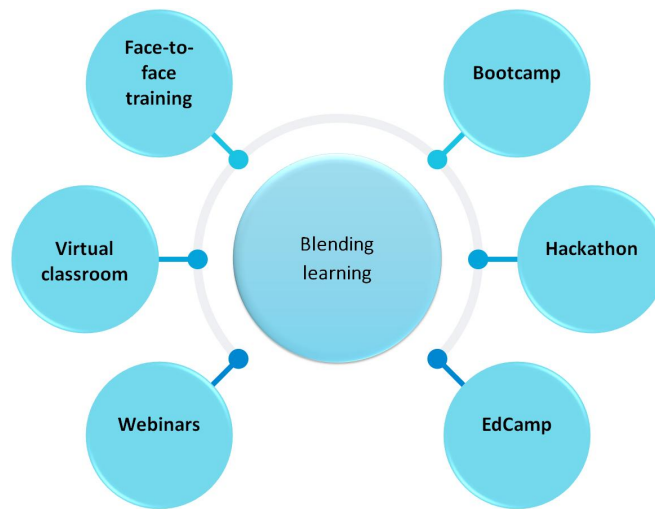 Face-to-
face
training
Bootcamp
Virtual
classroom
Blending
learning
Hackathon
Webinars
EdCamp